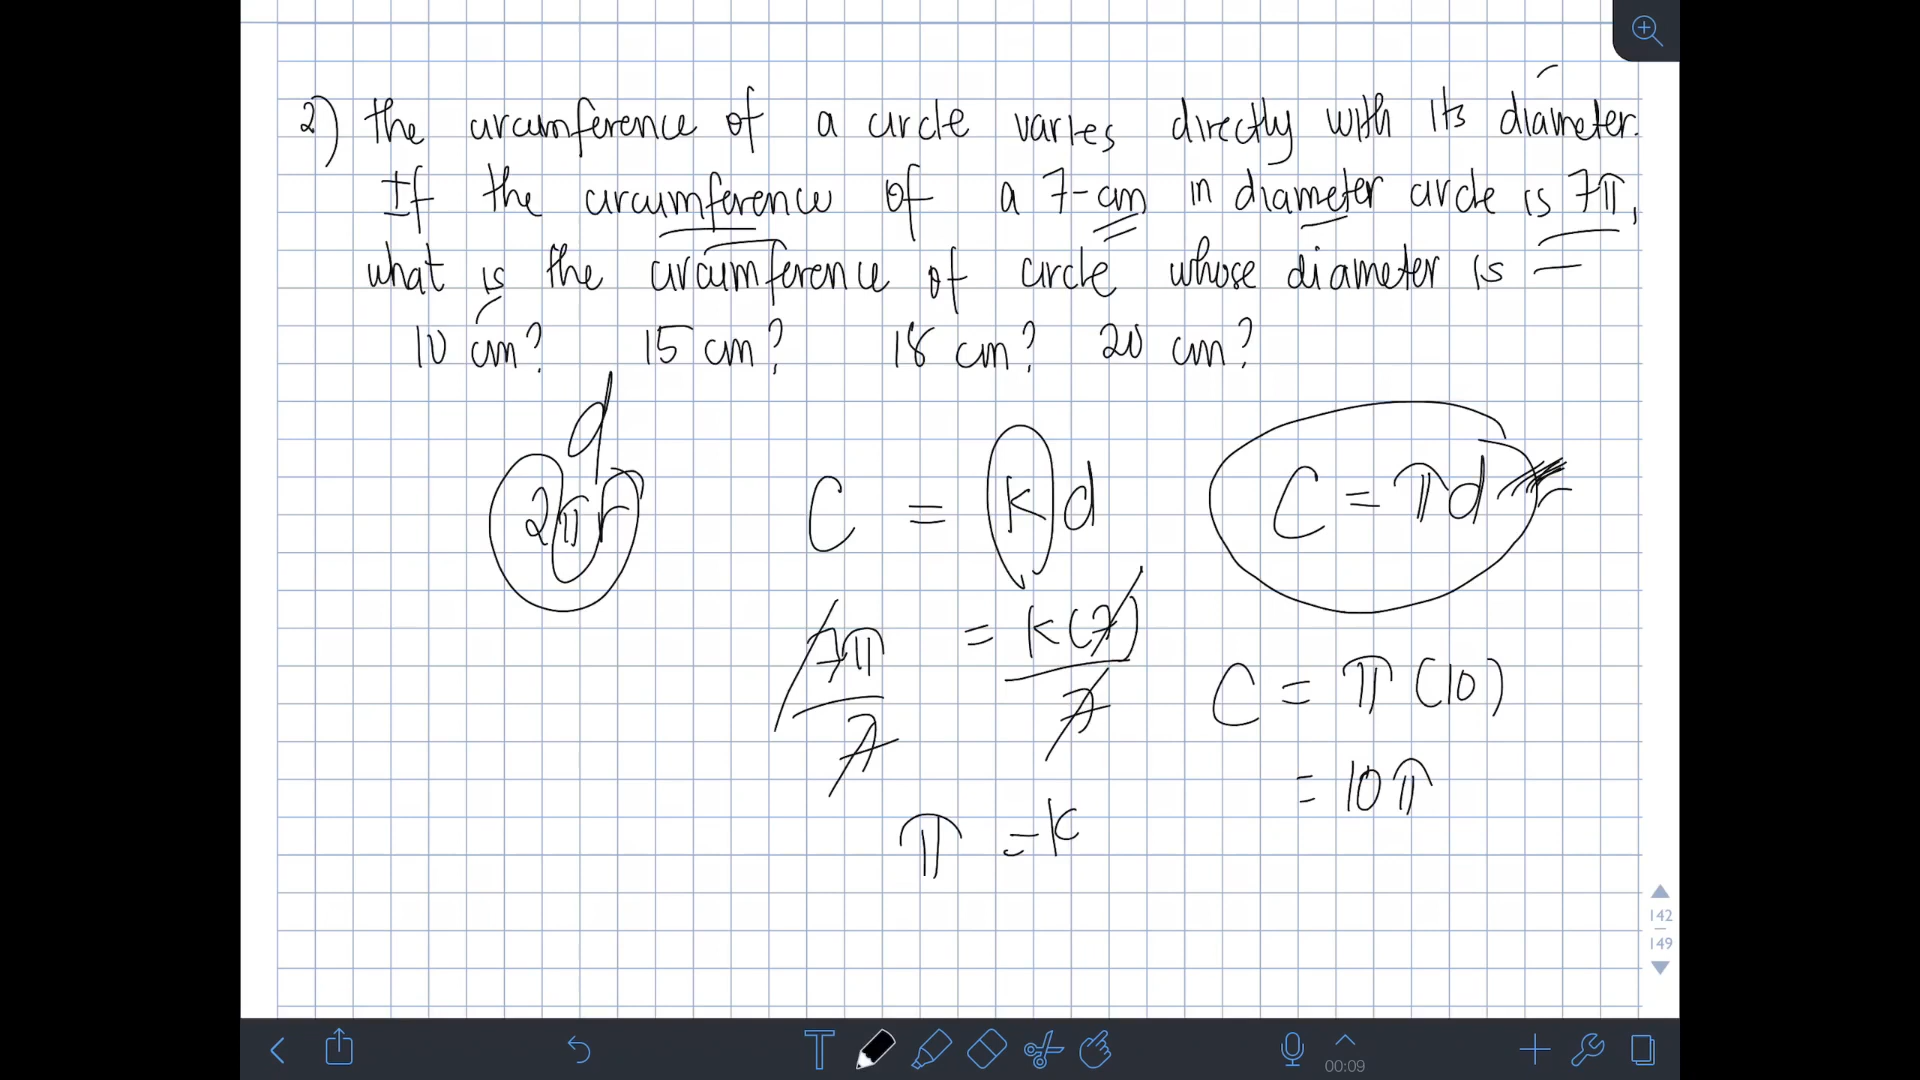 2) the circumference of a circle varies directly with its diameter.
If the circumference of a 7-cm in diameter circle is 7π,
what is the circumference of circle whose diameter is
10 cm? 15 cm? 18 cm? 20 cm?
d
2πr
C = kd
C = πd
7π/7 = k(7)/7
π = k
C = π(10)
= 10π
142
149
T
00:09